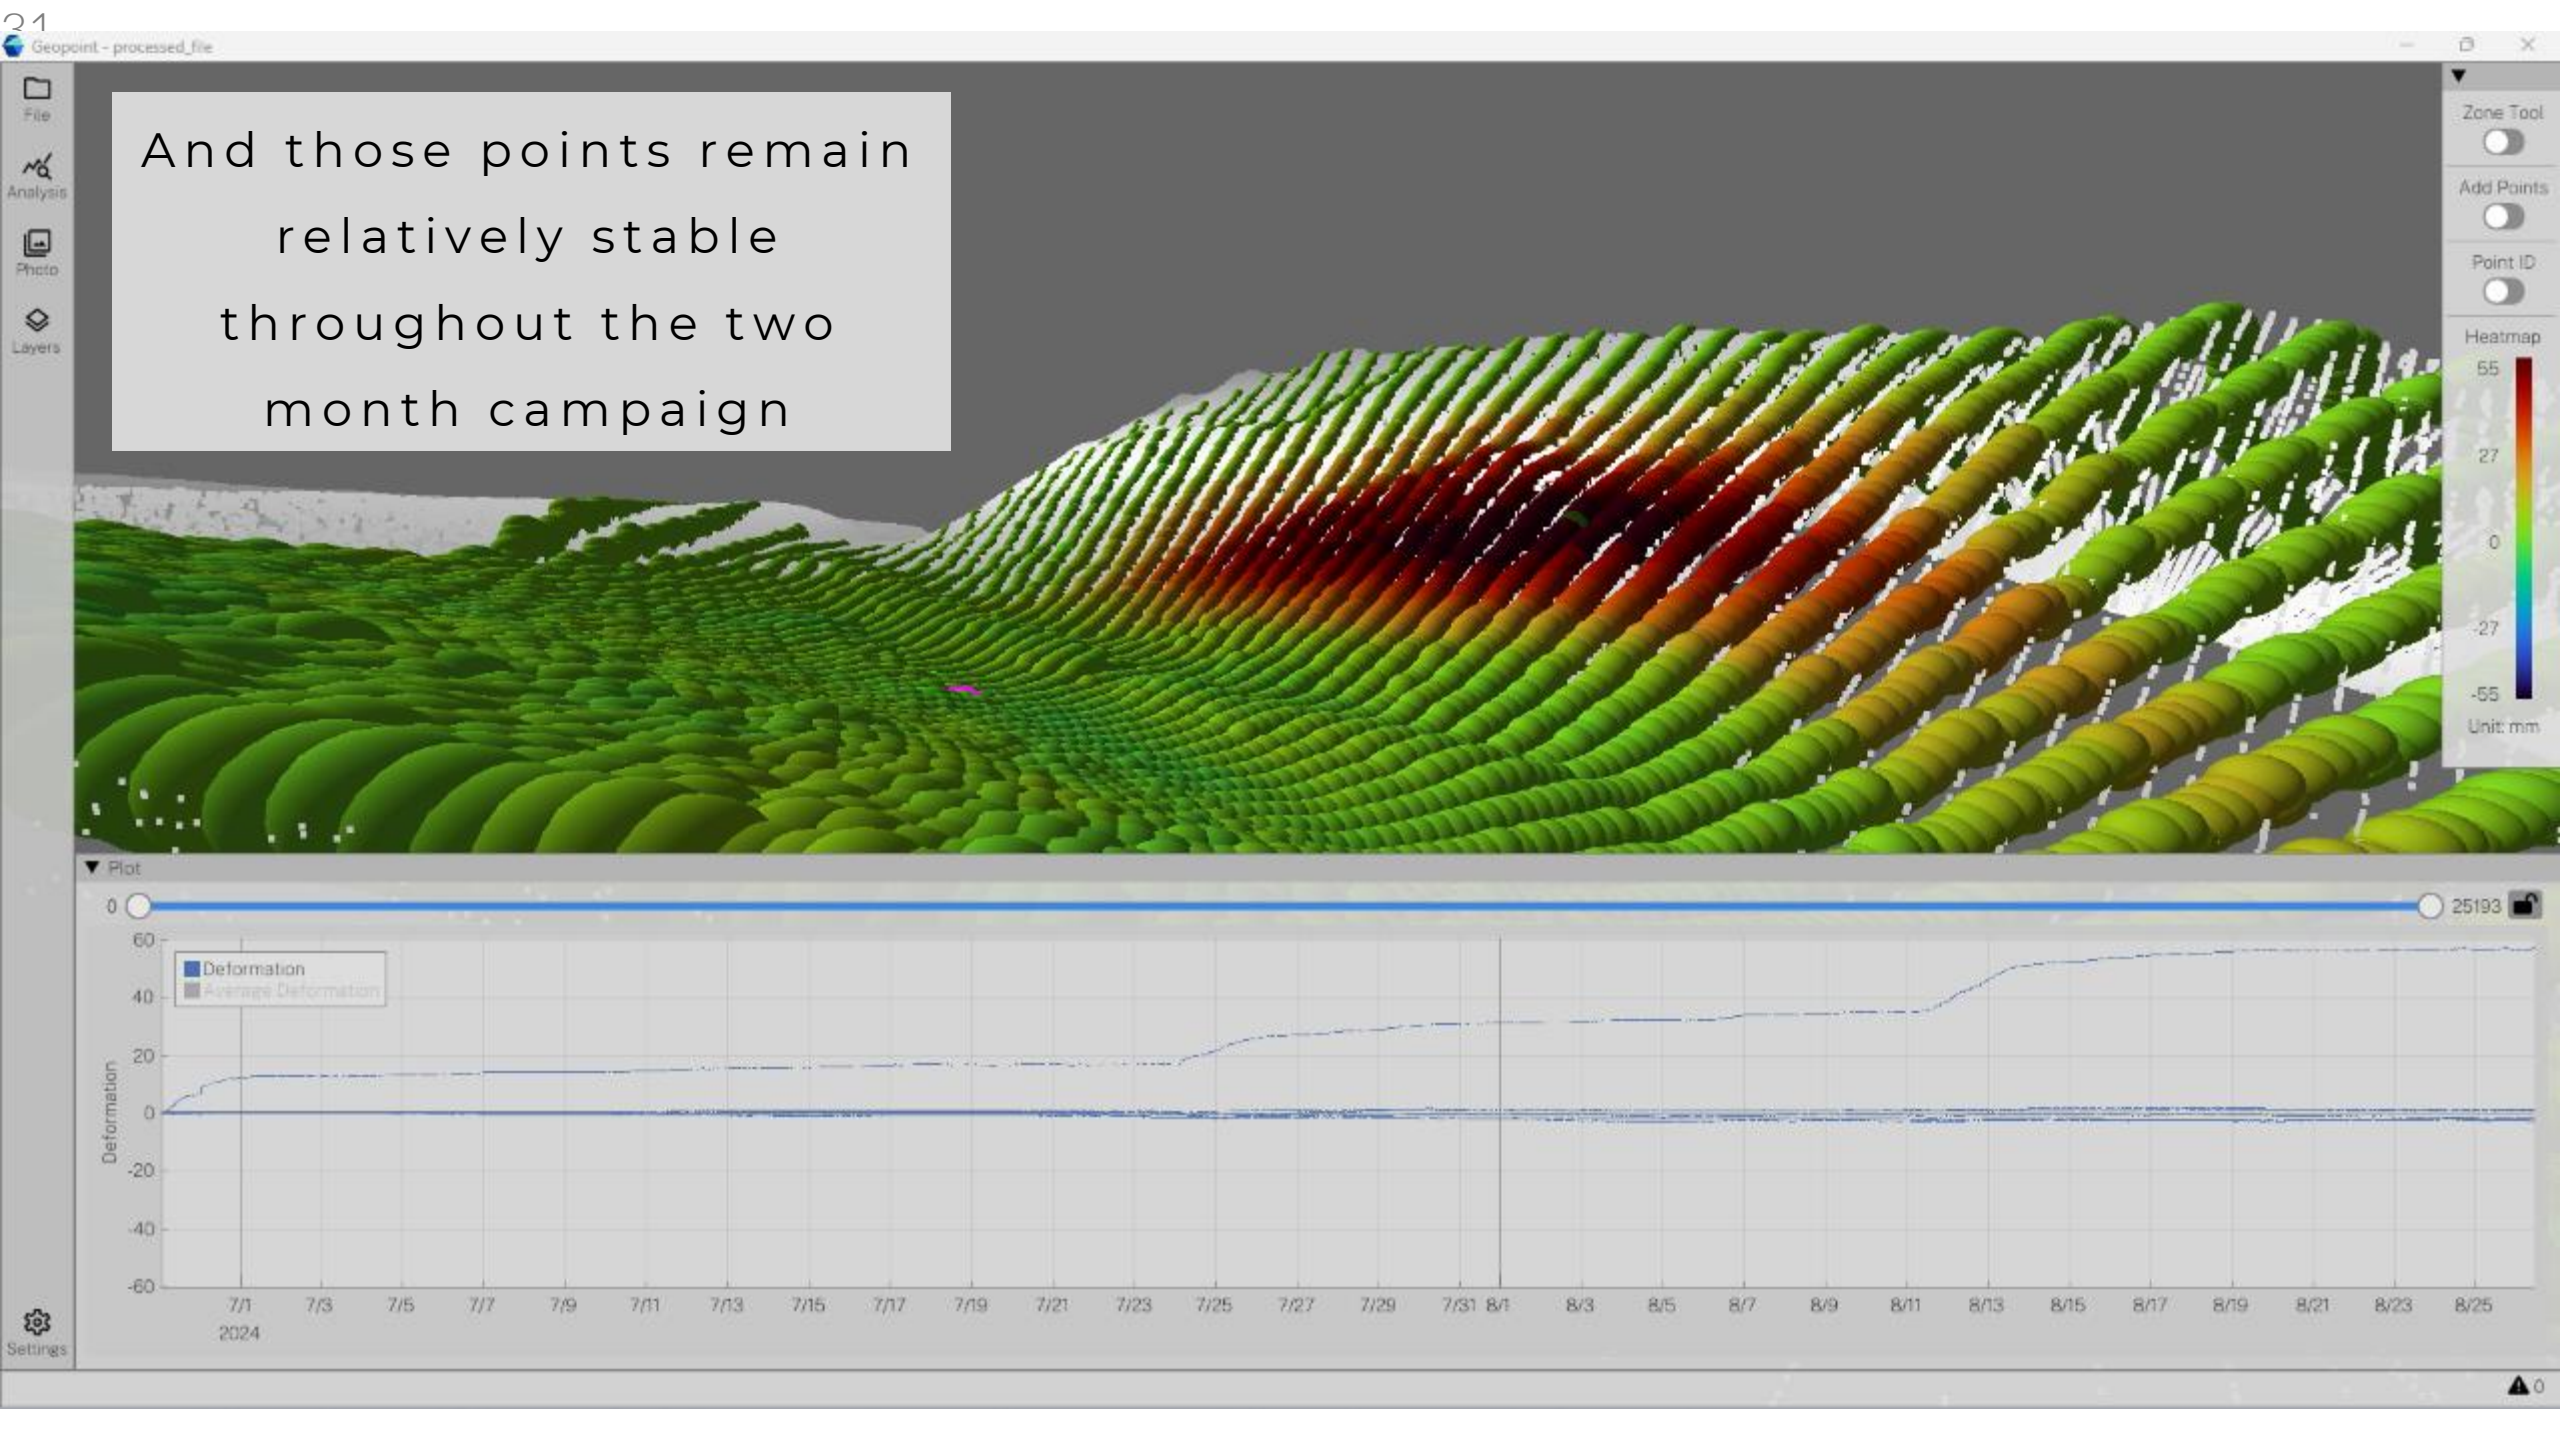 31
Geopoint - processed_file
File
Analysis
Photo
Layers
Settings
And those points remain
relatively stable
throughout the two
month campaign
Zone Tool
Add Points
Point ID
Heatmap
55
27
0
-27
-55
Unit: mm
Plot
0
25193
Deformation
Average Deformation
Deformation
60
40
20
0
-20
-40
-60
7/1 7/3 7/5 7/7 7/9 7/11 7/13 7/15 7/17 7/19 7/21 7/23 7/25 7/27 7/29 7/31 8/1 8/3 8/5 8/7 8/9 8/11 8/13 8/15 8/17 8/19 8/21 8/23 8/25
2024
0